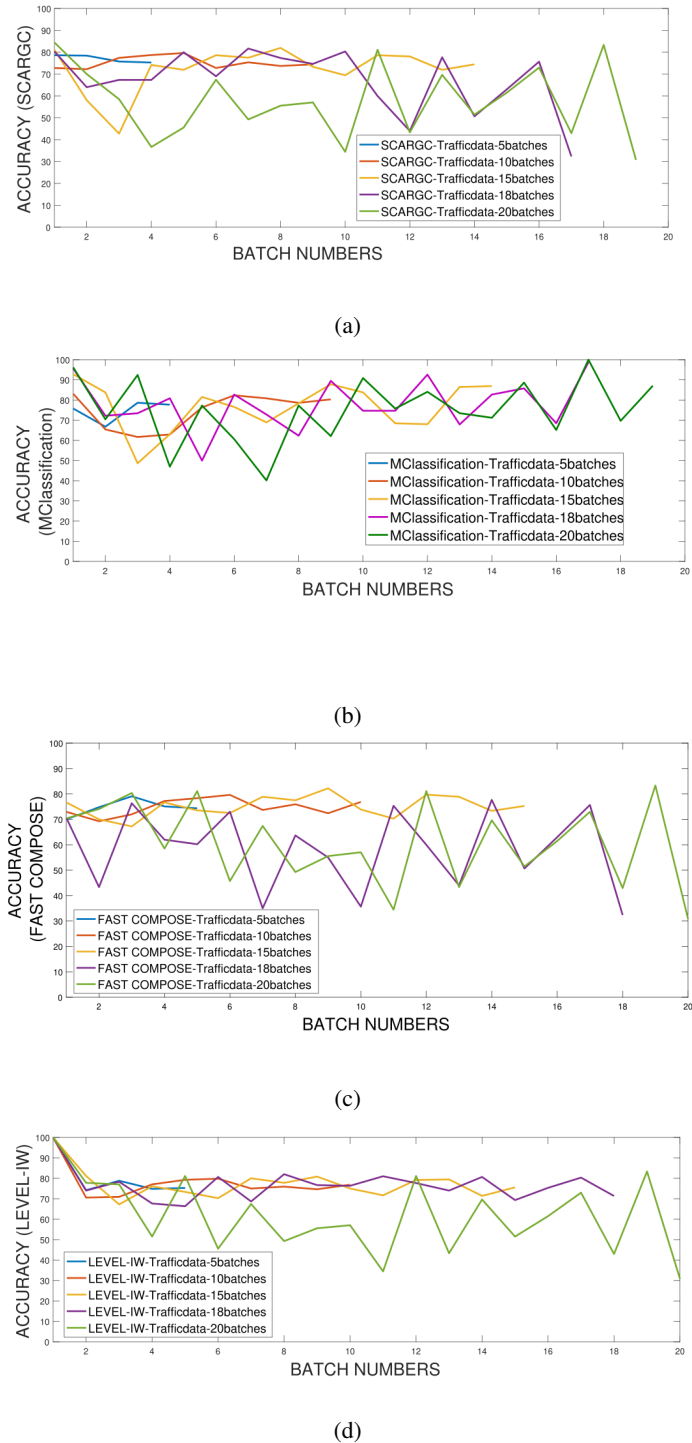 100
90
80
70
60
50
40
30
20
10
0
ACCURACY (SCARGC)
SCARGC-Trafficdata-5batches
SCARGC-Trafficdata-10batches
SCARGC-Trafficdata-15batches
SCARGC-Trafficdata-18batches
SCARGC-Trafficdata-20batches
2 4 6 8 10 12 14 16 18 20
BATCH NUMBERS
(a)
100
90
80
70
60
50
40
30
20
10
0
ACCURACY
(MClassification)
MClassification-Trafficdata-5batches
MClassification-Trafficdata-10batches
MClassification-Trafficdata-15batches
MClassification-Trafficdata-18batches
MClassification-Trafficdata-20batches
2 4 6 8 10 12 14 16 18 20
BATCH NUMBERS
(b)
100
90
80
70
60
50
40
30
20
10
0
ACCURACY
(FAST COMPOSE)
FAST COMPOSE-Trafficdata-5batches
FAST COMPOSE-Trafficdata-10batches
FAST COMPOSE-Trafficdata-15batches
FAST COMPOSE-Trafficdata-18batches
FAST COMPOSE-Trafficdata-20batches
2 4 6 8 10 12 14 16 18 20
BATCH NUMBERS
(c)
100
90
80
70
60
50
40
30
20
10
0
ACCURACY (LEVEL-IW)
LEVEL-IW-Trafficdata-5batches
LEVEL-IW-Trafficdata-10batches
LEVEL-IW-Trafficdata-15batches
LEVEL-IW-Trafficdata-18batches
LEVEL-IW-Trafficdata-20batches
2 4 6 8 10 12 14 16 18 20
BATCH NUMBERS
(d)